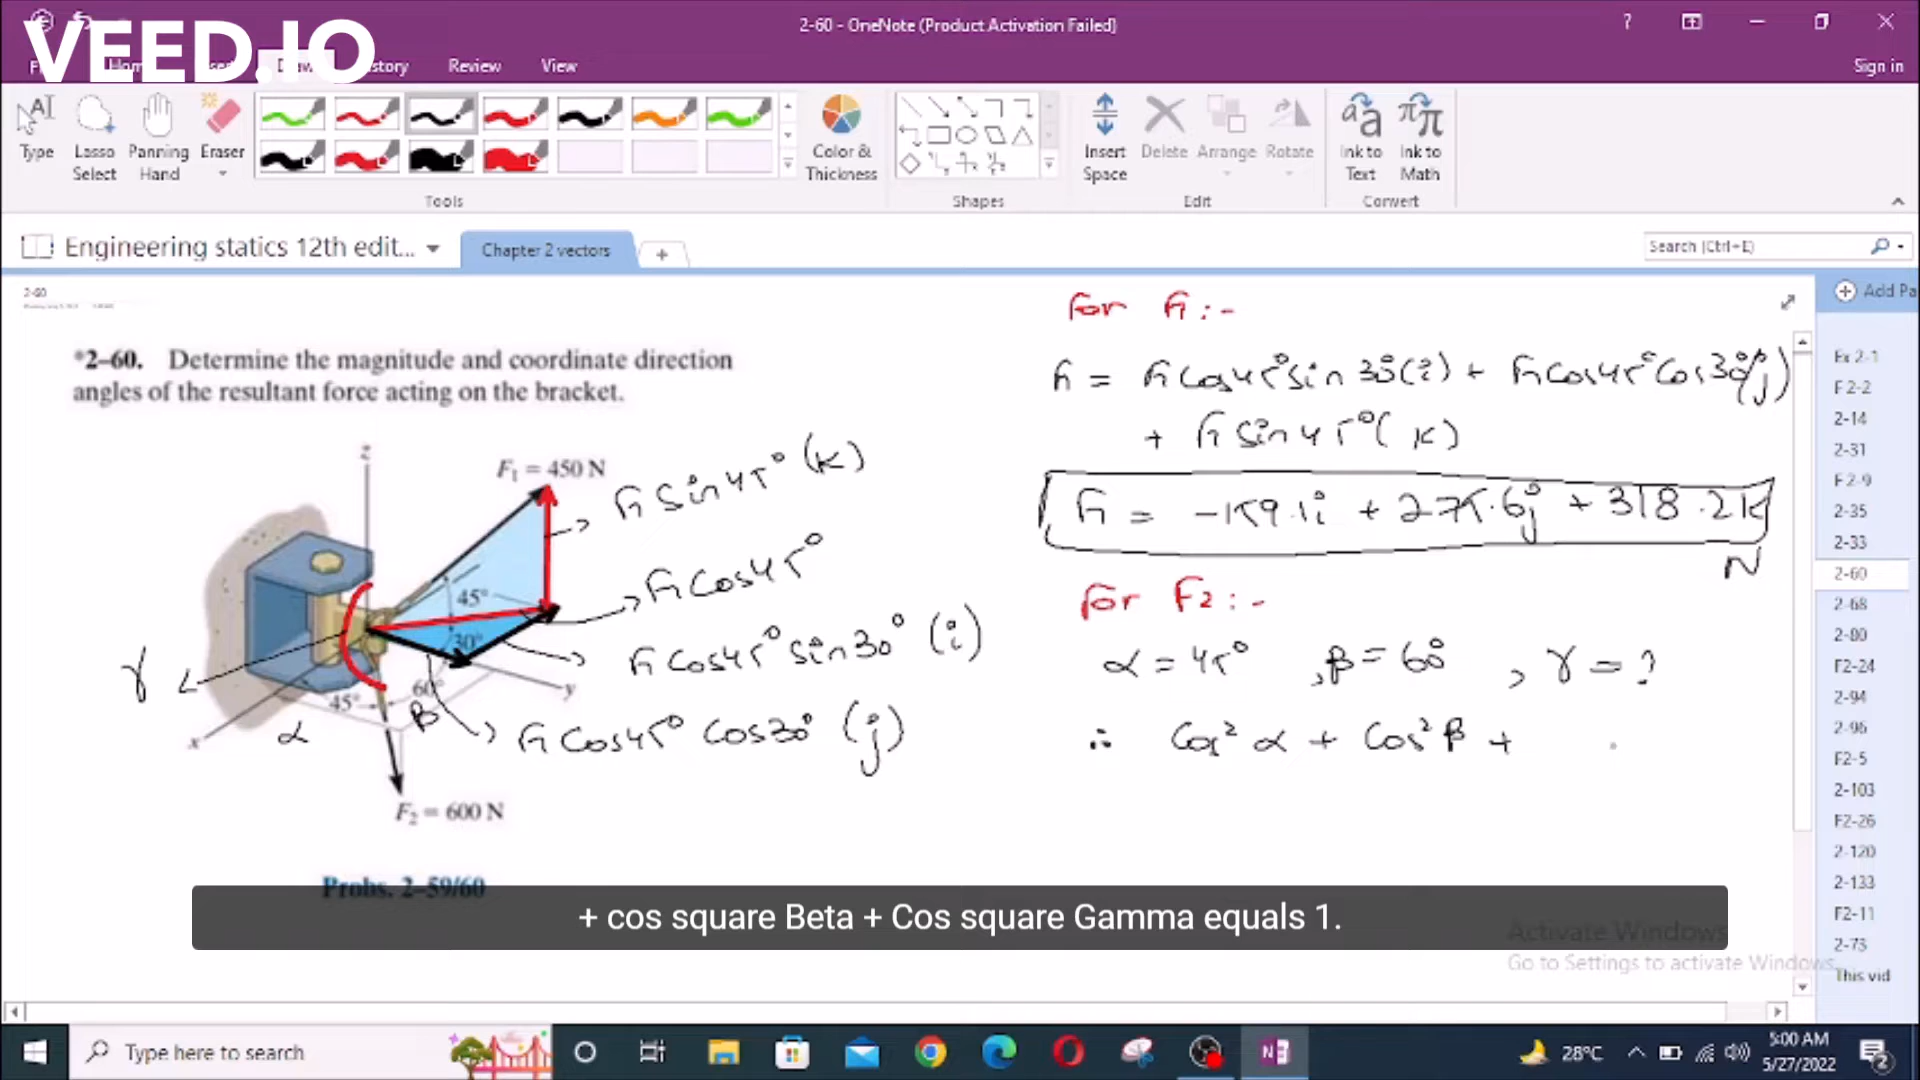 2-60 - OneNote (Product Activation Failed)
VEED.IO
Review
View
Sign in
Type
Lasso Select
Panning Hand
Eraser
Color & Thickness
Insert Space
Delete
Arrange
Rotate
Ink to Text
Ink to Math
Tools
Shapes
Edit
Convert
Engineering statics 12th edit...
Chapter 2 vectors
Search (Ctrl+E)
2-60
Add Pa
*2–60. Determine the magnitude and coordinate direction
angles of the resultant force acting on the bracket.
z
F₁ = 450 N
F₁ sin45° (k)
F₁ cos45°
45°
30°
F₁ cos45° sin30° (i)
γ
60°
y
45°
β
x
α
F₁ cos45° cos30° (j)
F₂ = 600 N
Probs. 2–59/60
For F₁ :-
F₁ = F₁ cos45° sin 30° (i) + F₁ cos45° cos30° (j)
+ F₁ sin 45° (k)
F₁ = -159.1i + 275.6j + 318.2k
N
For F2 :-
α = 45° , β = 60° , γ = ?
∴ cos² α + cos² β +
+ cos square Beta + Cos square Gamma equals 1.
Activate Windows
Go to Settings to activate Windows.
Ex 2-1
F 2-2
2-14
2-31
F 2-9
2-35
2-33
2-60
2-68
2-80
F2-24
2-94
2-96
F2-5
2-103
F2-26
2-120
2-133
F2-11
2-73
This vid
Type here to search
28°C
5:00 AM
5/27/2022
2